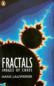 FRACTALS
IMAGES OF CHAOS
HANS LAUWERIER